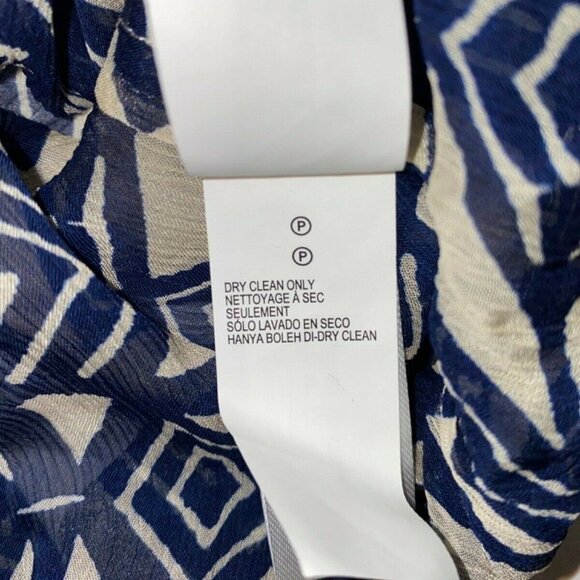 P
P
DRY CLEAN ONLY
NETTOYAGE À SEC
SEULEMENT
SÓLO LAVADO EN SECO
HANYA BOLEH DI-DRY CLEAN